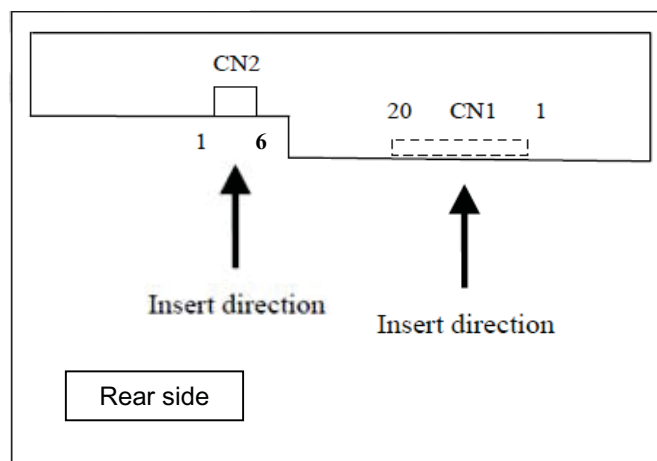 CN2
20 CN1 1
1 6
Insert direction
Insert direction
Rear side